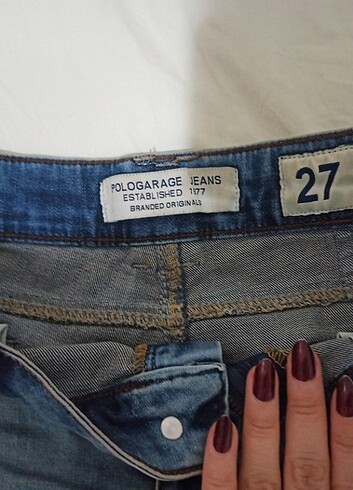 POLOGARAGE JEANS
ESTABLISHED 1977
BRANDED ORIGINALS
27